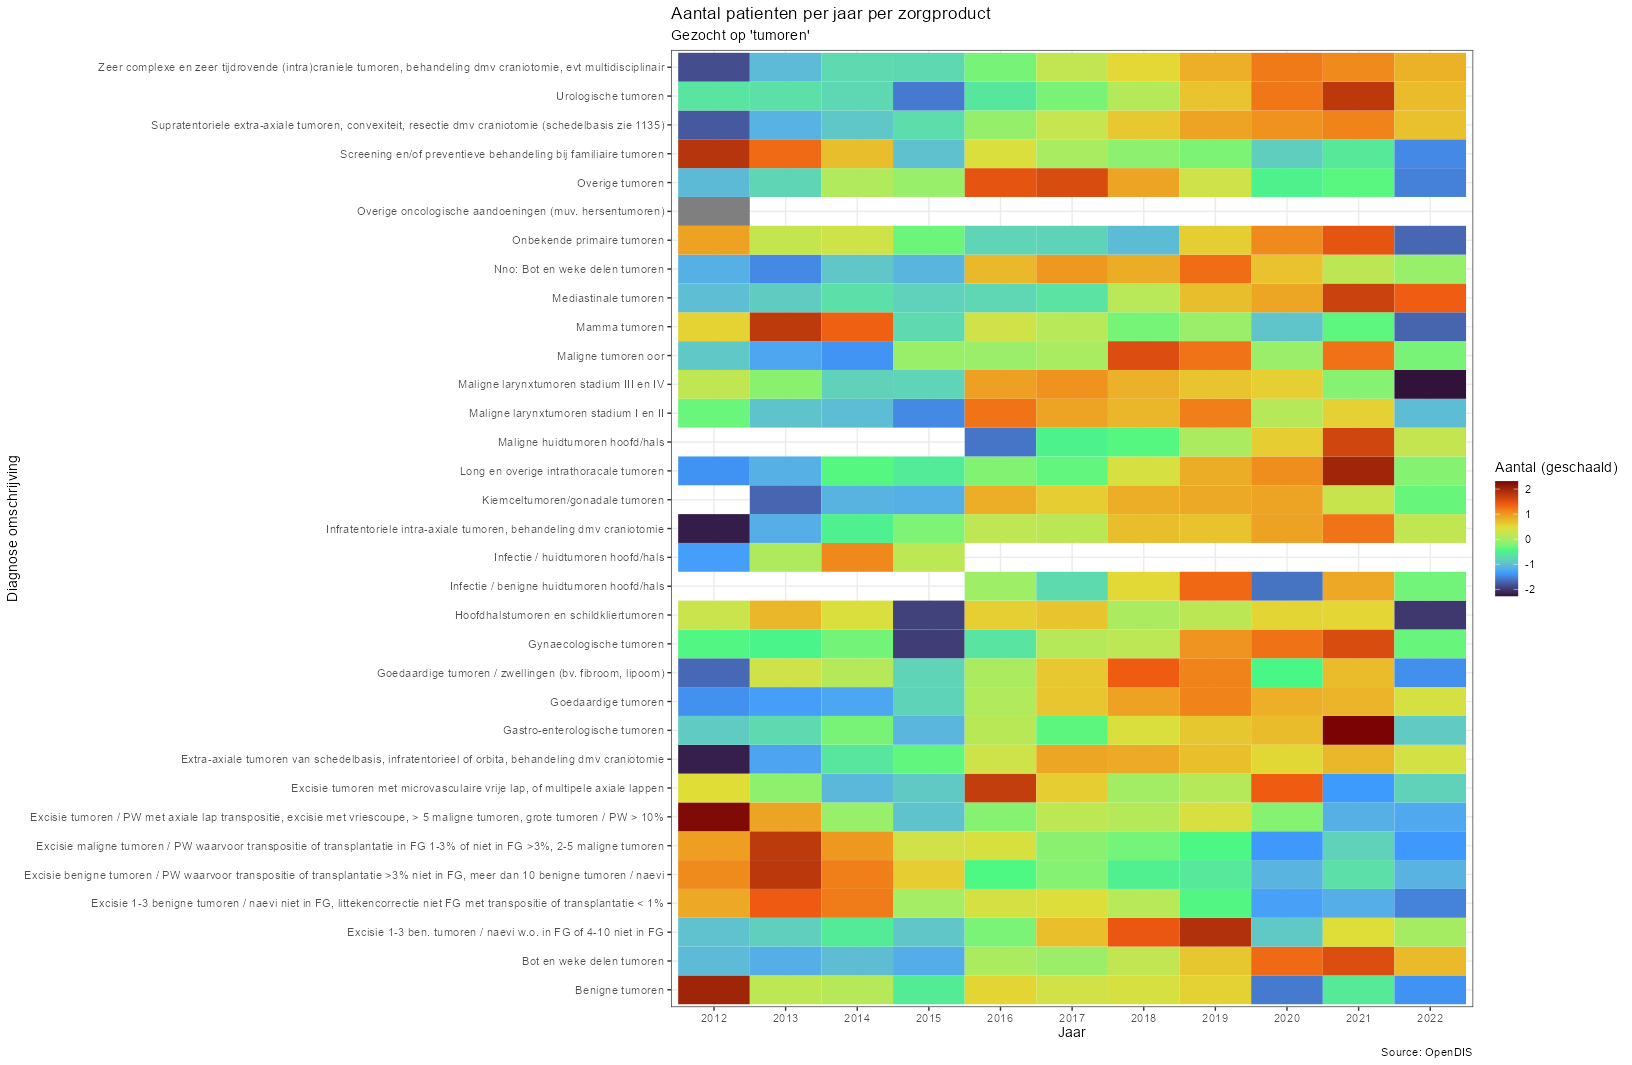 Aantal patienten per jaar per zorgproduct
Gezocht op 'tumoren'
Diagnose omschrijving
Zeer complexe en zeer tijdrovende (intra)craniele tumoren, behandeling dmv craniotomie, evt multidisciplinair
Urologische tumoren
Supratentoriele extra-axiale tumoren, convexiteit, resectie dmv craniotomie (schedelbasis zie 1135)
Screening en/of preventieve behandeling bij familiaire tumoren
Overige tumoren
Overige oncologische aandoeningen (muv. hersentumoren)
Onbekende primaire tumoren
Nno: Bot en weke delen tumoren
Mediastinale tumoren
Mamma tumoren
Maligne tumoren oor
Maligne larynxtumoren stadium III en IV
Maligne larynxtumoren stadium I en II
Maligne huidtumoren hoofd/hals
Long en overige intrathoracale tumoren
Kiemceltumoren/gonadale tumoren
Infratentoriele intra-axiale tumoren, behandeling dmv craniotomie
Infectie / huidtumoren hoofd/hals
Infectie / benigne huidtumoren hoofd/hals
Hoofdhalstumoren en schildkliertumoren
Gynaecologische tumoren
Goedaardige tumoren / zwellingen (bv. fibroom, lipoom)
Goedaardige tumoren
Gastro-enterologische tumoren
Extra-axiale tumoren van schedelbasis, infratentorieel of orbita, behandeling dmv craniotomie
Excisie tumoren met microvasculaire vrije lap, of multipele axiale lappen
Excisie tumoren / PW met axiale lap transpositie, excisie met vriescoupe, > 5 maligne tumoren, grote tumoren / PW > 10%
Excisie maligne tumoren / PW waarvoor transpositie of transplantatie in FG 1-3% of niet in FG >3%, 2-5 maligne tumoren
Excisie benigne tumoren / PW waarvoor transpositie of transplantatie >3% niet in FG, meer dan 10 benigne tumoren / naevi
Excisie 1-3 benigne tumoren / naevi niet in FG, littekencorrectie niet FG met transpositie of transplantatie < 1%
Excisie 1-3 ben. tumoren / naevi w.o. in FG of 4-10 niet in FG
Bot en weke delen tumoren
Benigne tumoren
2012 2013 2014 2015 2016 2017 2018 2019 2020 2021 2022
Jaar
Aantal (geschaald)
2
1
0
-1
-2
Source: OpenDIS